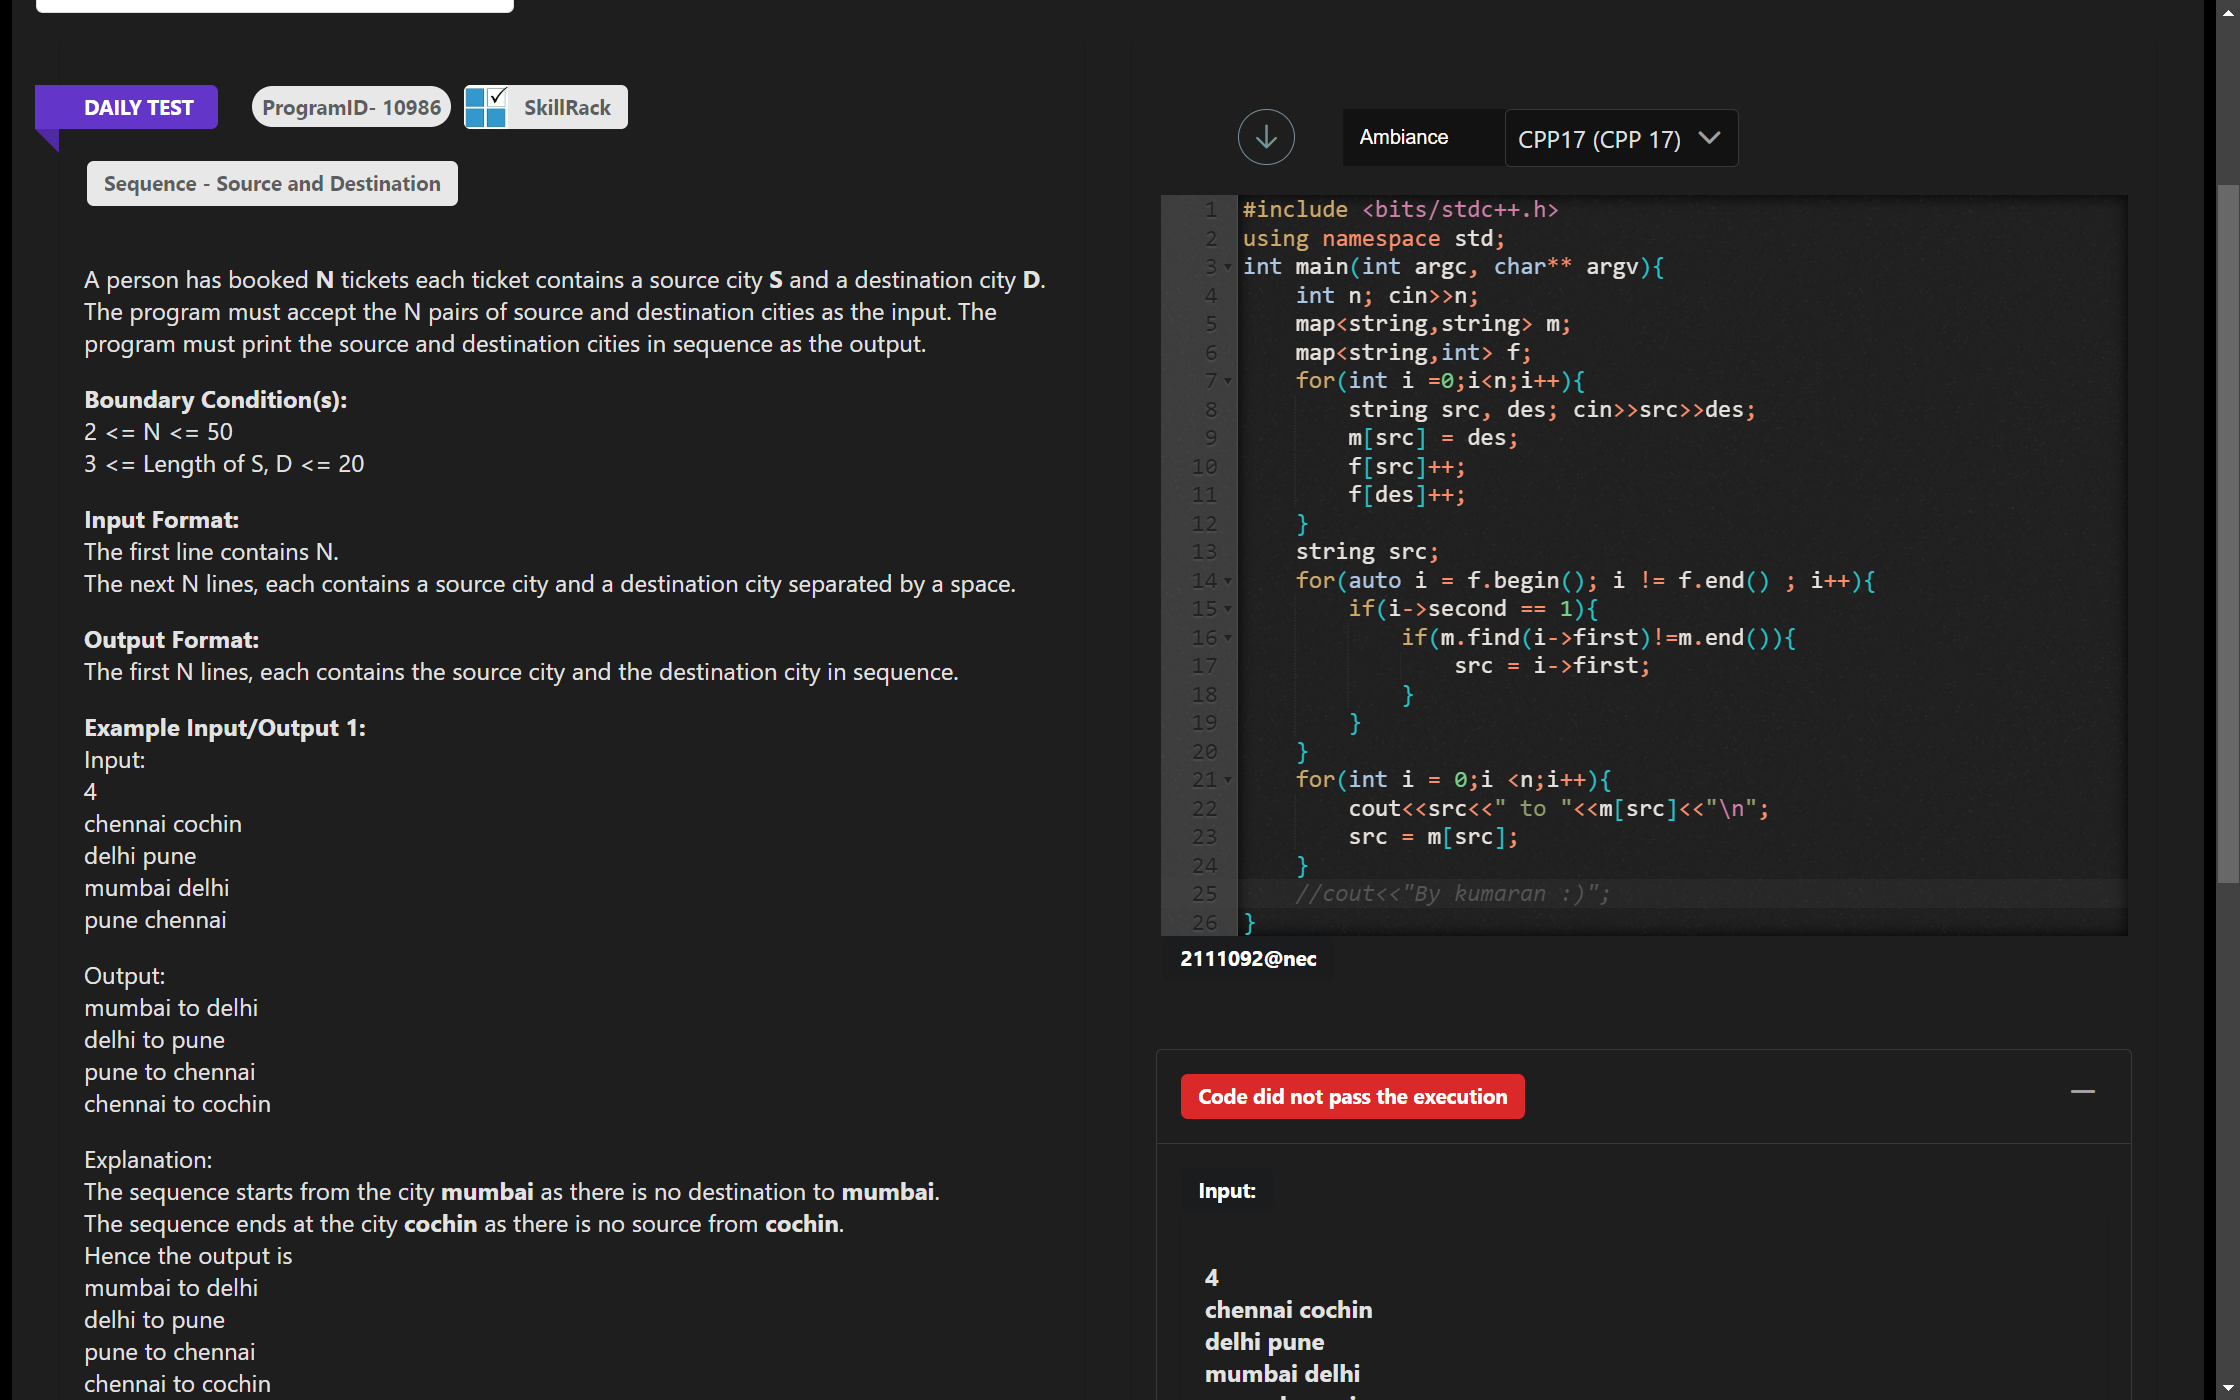 DAILY TEST
ProgramID- 10986
SkillRack
Sequence - Source and Destination
A person has booked N tickets each ticket contains a source city S and a destination city D.
The program must accept the N pairs of source and destination cities as the input. The
program must print the source and destination cities in sequence as the output.
Boundary Condition(s):
2 <= N <= 50
3 <= Length of S, D <= 20
Input Format:
The first line contains N.
The next N lines, each contains a source city and a destination city separated by a space.
Output Format:
The first N lines, each contains the source city and the destination city in sequence.
Example Input/Output 1:
Input:
4
chennai cochin
delhi pune
mumbai delhi
pune chennai
Output:
mumbai to delhi
delhi to pune
pune to chennai
chennai to cochin
Explanation:
The sequence starts from the city mumbai as there is no destination to mumbai.
The sequence ends at the city cochin as there is no source from cochin.
Hence the output is
mumbai to delhi
delhi to pune
pune to chennai
chennai to cochin
Ambiance
CPP17 (CPP 17)
1 #include <bits/stdc++.h>
2 using namespace std;
3 int main(int argc, char** argv){
4     int n; cin>>n;
5     map<string,string> m;
6     map<string,int> f;
7     for(int i =0;i<n;i++){
8         string src, des; cin>>src>>des;
9         m[src] = des;
10         f[src]++;
11         f[des]++;
12     }
13     string src;
14     for(auto i = f.begin(); i != f.end() ; i++){
15         if(i->second == 1){
16             if(m.find(i->first)!=m.end()){
17                 src = i->first;
18             }
19         }
20     }
21     for(int i = 0;i <n;i++){
22         cout<<src<<" to "<<m[src]<<"\n";
23         src = m[src];
24     }
25     //cout<<"By kumaran :)";
26 }
2111092@nec
Code did not pass the execution
Input:
4
chennai cochin
delhi pune
mumbai delhi